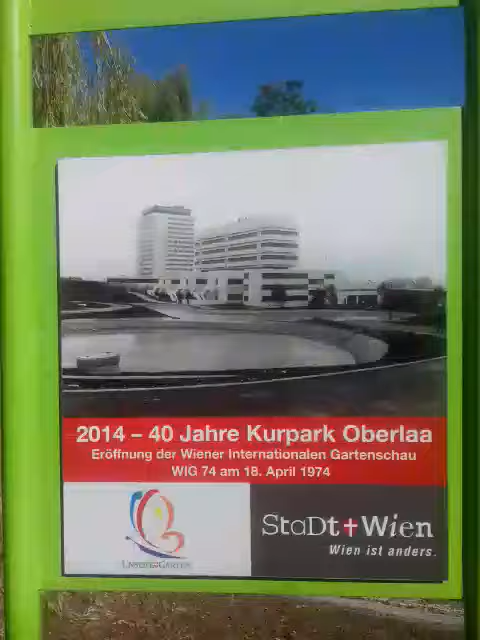 2014 – 40 Jahre Kurpark Oberlaa
Eröffnung der Wiener Internationalen Gartenschau
WIG 74 am 18. April 1974
StaDt+Wien
Wien ist anders.